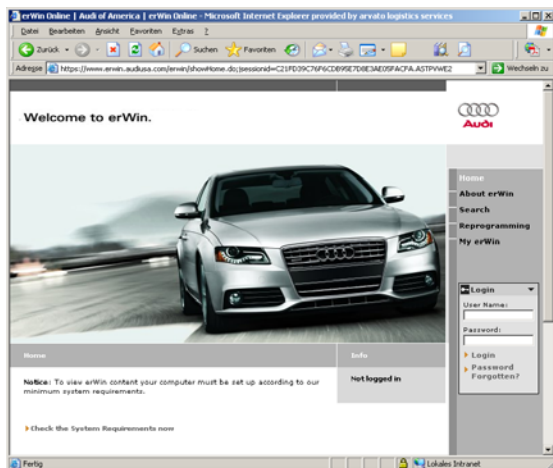 erWin Online | Audi of America | erWin Online - Microsoft Internet Explorer provided by arvato logistics services
Datei Bearbeiten Ansicht Favoriten Extras ?
Zurück Suchen Favoriten
Adresse https://www.erwin.audiusa.com/erwin/showHome.do;jsessionid=C21FD39C76F6CDB95E7D8E3AE05FACFA.ASTPVWE2 Wechseln zu
Welcome to erWin.
Audi
Home
About erWin
Search
Reprogramming
My erWin
Login
User Name:
Password:
Login
Password
Forgotten?
Home
Info
Notice: To view erWin content your computer must be set up according to our
minimum system requirements.
Not logged in
Check the System Requirements now
Fertig
Lokales Intranet